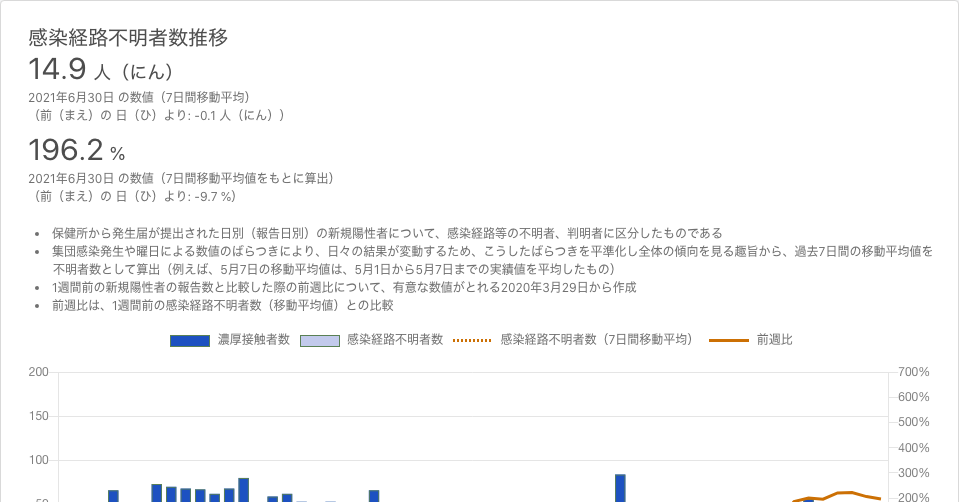 感染経路不明者数推移
14.9 人（にん）
2021年6月30日 の数値（7日間移動平均）
（前（まえ）の 日（ひ）より: -0.1 人（にん））
196.2 %
2021年6月30日 の数値（7日間移動平均値をもとに算出）
（前（まえ）の 日（ひ）より: -9.7 %）
• 保健所から発生届が提出された日別（報告日別）の新規陽性者について、感染経路等の不明者、判明者に区分したものである
• 集団感染発生や曜日による数値のばらつきにより、日々の結果が変動するため、こうしたばらつきを平準化し全体の傾向を見る趣旨から、過去7日間の移動平均値を
不明者数として算出（例えば、5月7日の移動平均値は、5月1日から5月7日までの実績値を平均したもの）
• 1週間前の新規陽性者の報告数と比較した際の前週比について、有意な数値がとれる2020年3月29日から作成
• 前週比は、1週間前の感染経路不明者数（移動平均値）との比較
濃厚接触者数 感染経路不明者数 感染経路不明者数（7日間移動平均） 前週比
200 700%
600%
150 500%
400%
100 300%
50 200%